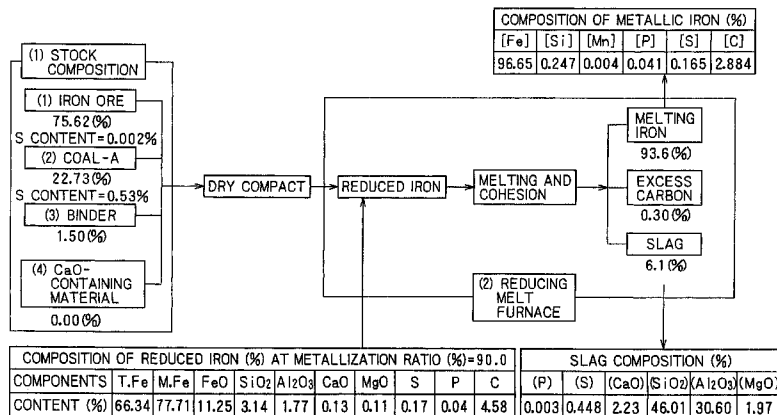 COMPOSITION OF METALLIC IRON (%)
[Fe] [Si] [Mn] [P] [S] [C]
96.65 0.247 0.004 0.041 0.165 2.884
(1) STOCK
COMPOSITION
(1) IRON ORE
75.62(%)
S CONTENT=0.002%
(2) COAL-A
22.73(%)
S CONTENT=0.53%
(3) BINDER
1.50(%)
(4) CaO-
CONTAINING
MATERIAL
0.00(%)
DRY COMPACT
REDUCED IRON
MELTING AND
COHESION
MELTING
IRON
93.6(%)
EXCESS
CARBON
0.30(%)
SLAG
6.1(%)
(2) REDUCING
MELT
FURNACE
COMPOSITION OF REDUCED IRON (%) AT METALLIZATION RATIO (%)=90.0
COMPONENTS T.Fe M.Fe FeO SiO2 Al2O3 CaO MgO S P C
CONTENT (%) 66.34 77.71 11.25 3.14 1.77 0.13 0.11 0.17 0.04 4.58
SLAG COMPOSITION (%)
(P) (S) (CaO) (SiO2) (Al2O3) (MgO)
0.003 0.448 2.23 46.01 30.60 1.97